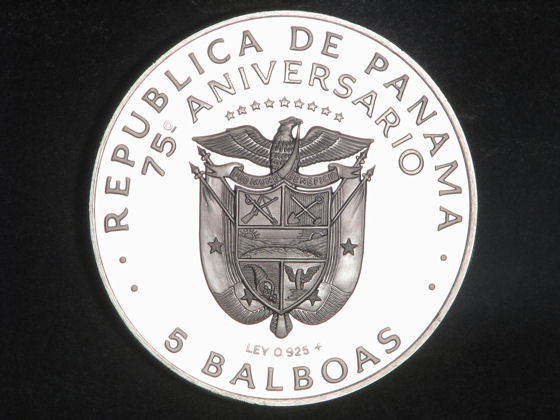 REPUBLICA DE PANAMA
75º ANIVERSARIO
LEY 0,925
5 BALBOAS